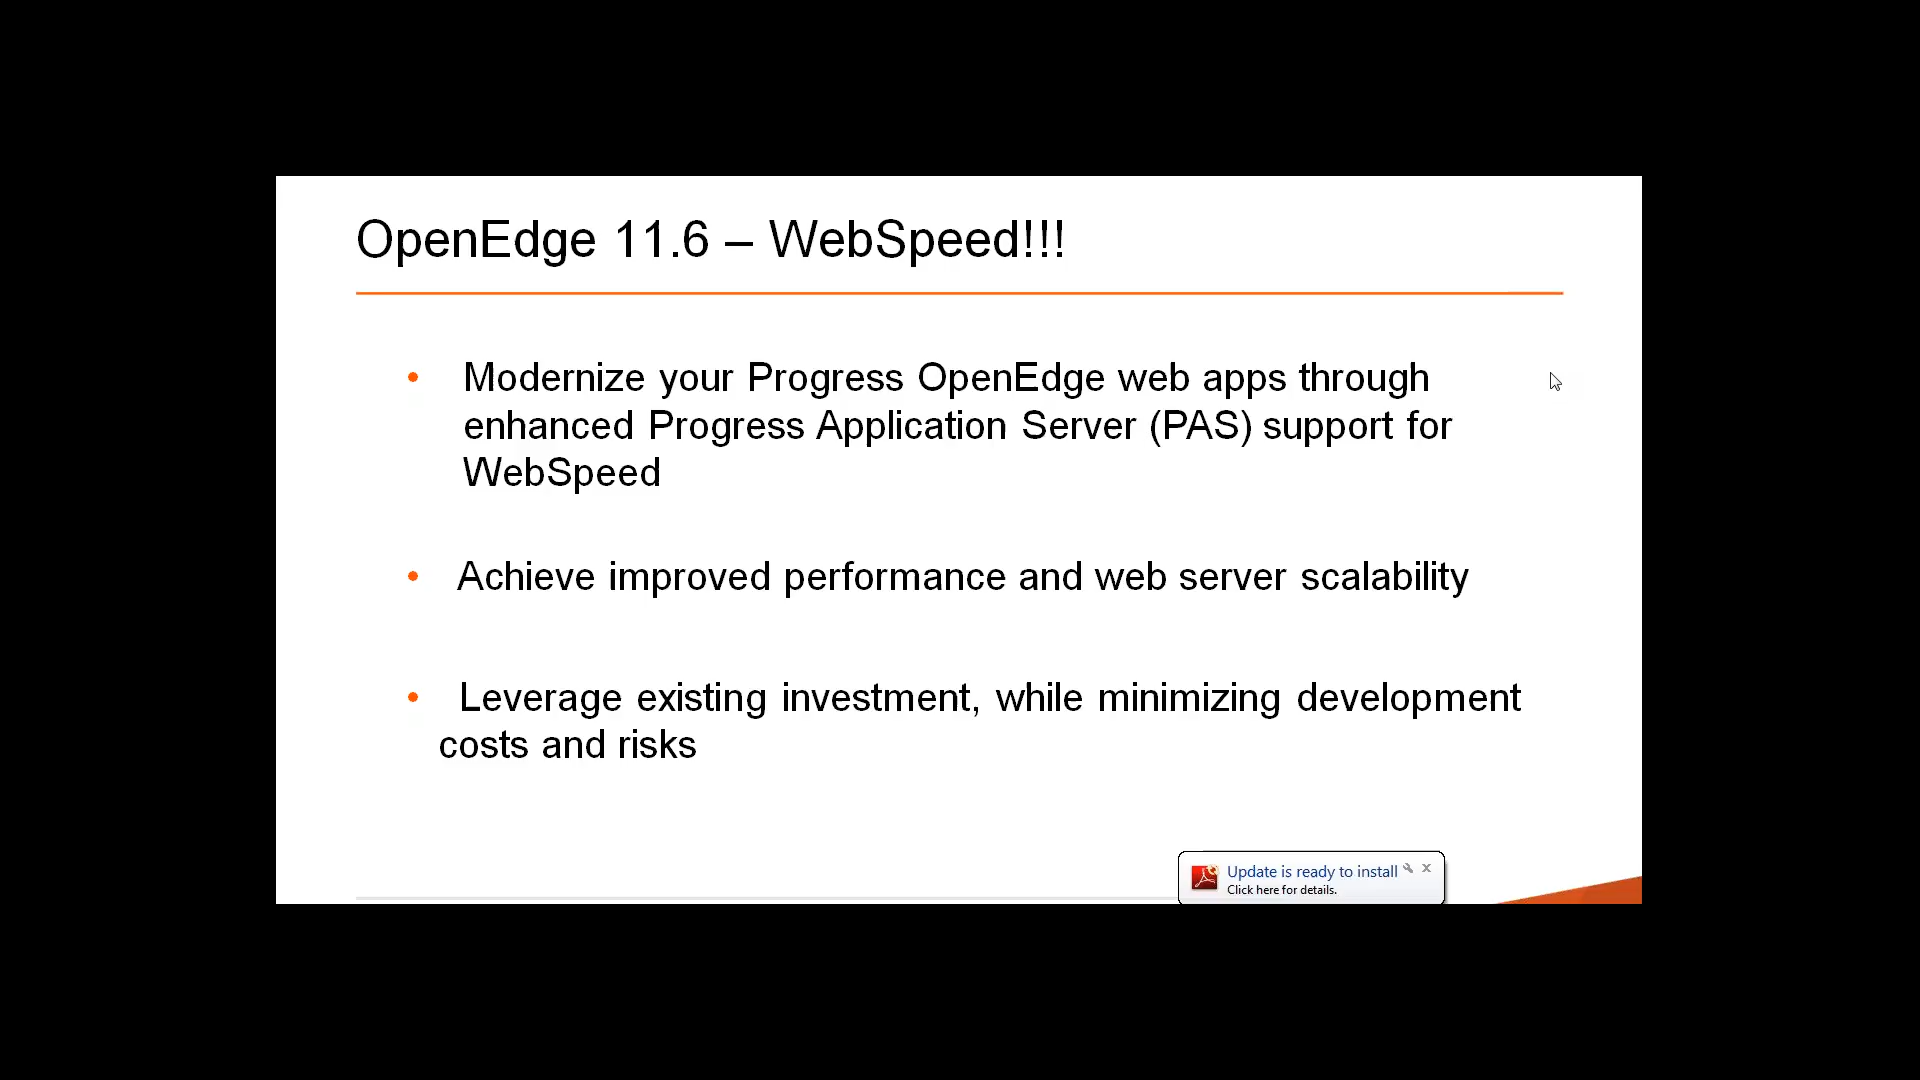 OpenEdge 11.6 – WebSpeed!!!
• Modernize your Progress OpenEdge web apps through
enhanced Progress Application Server (PAS) support for
WebSpeed
• Achieve improved performance and web server scalability
• Leverage existing investment, while minimizing development
costs and risks
Update is ready to install
Click here for details.